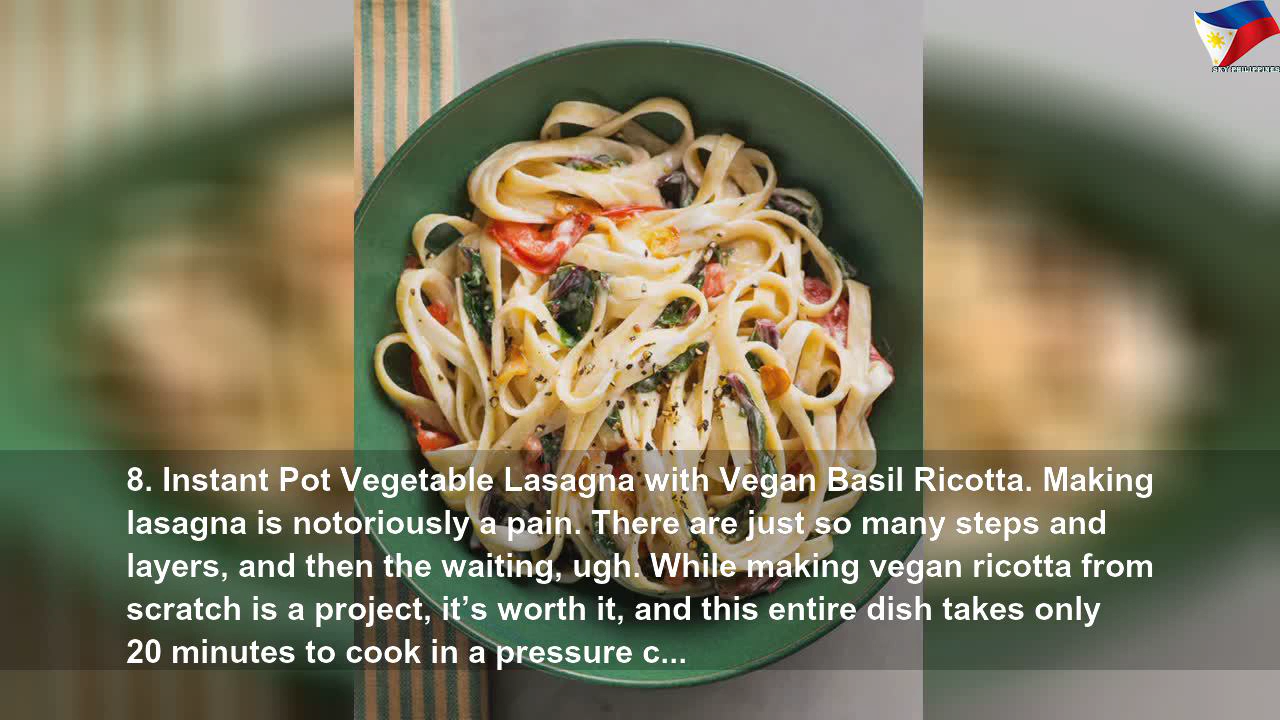 SKY PHILIPPINES
8. Instant Pot Vegetable Lasagna with Vegan Basil Ricotta. Making
lasagna is notoriously a pain. There are just so many steps and
layers, and then the waiting, ugh. While making vegan ricotta from
scratch is a project, it’s worth it, and this entire dish takes only
20 minutes to cook in a pressure c...